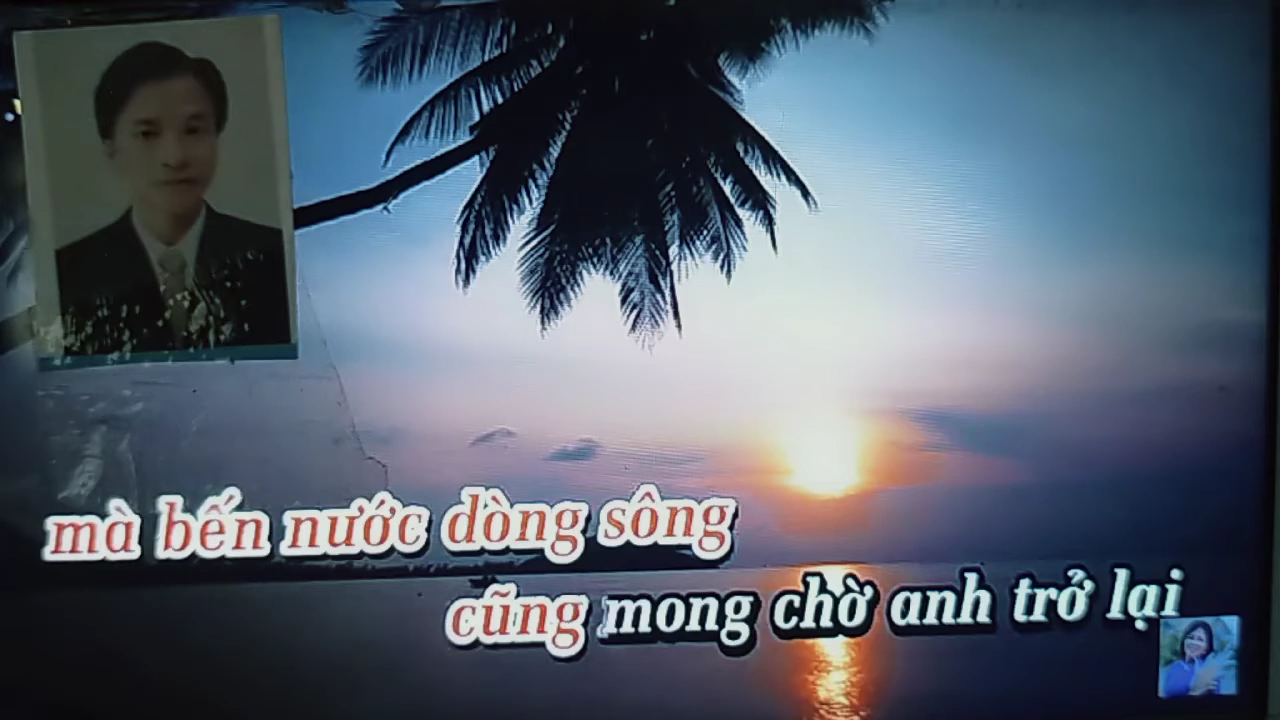 mà bến nước dòng sông
cũng mong chờ anh trở lại